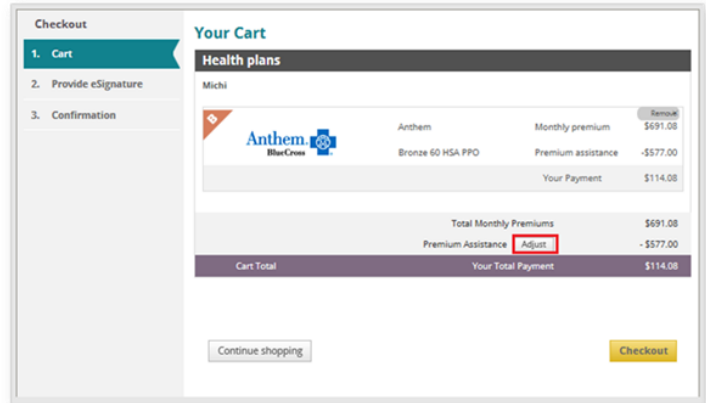 Checkout
1. Cart
2. Provide eSignature
3. Confirmation
Your Cart
Health plans
Michi
Remove
Anthem.
BlueCross
Anthem Monthly premium $691.08
Bronze 60 HSA PPO Premium assistance -$577.00
Your Payment $114.08
Total Monthly Premiums $691.08
Premium Assistance Adjust - $577.00
Cart Total Your Total Payment $114.08
Continue shopping Checkout